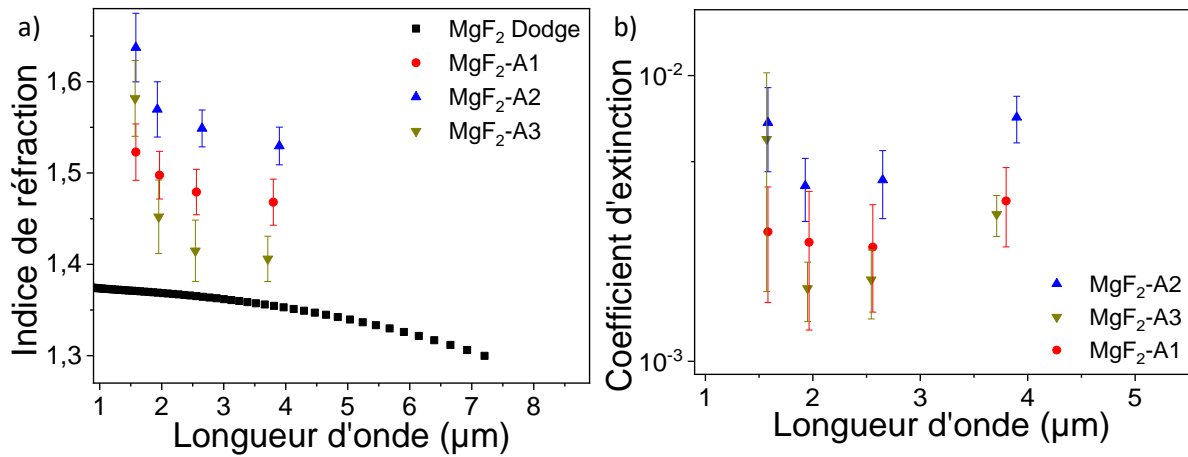 a)
Indice de réfraction
1,6
1,5
1,4
1,3
1 2 3 4 5 6 7 8
Longueur d'onde (µm)
MgF₂ Dodge
MgF₂-A1
MgF₂-A2
MgF₂-A3
b)
Coefficient d'extinction
10⁻²
10⁻³
1 2 3 4 5
Longueur d'onde (µm)
MgF₂-A2
MgF₂-A3
MgF₂-A1